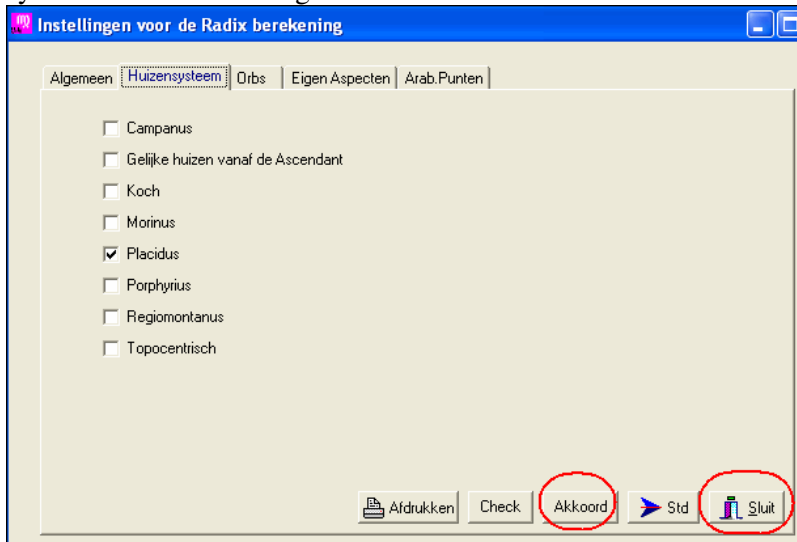 Instellingen voor de Radix berekening
Algemeen Huizensysteem Orbs Eigen Aspecten Arab.Punten
Campanus
Gelijke huizen vanaf de Ascendant
Koch
Morinus
Placidus
Porphyrius
Regiomontanus
Topocentrisch
Afdrukken Check Akkoord Std Sluit